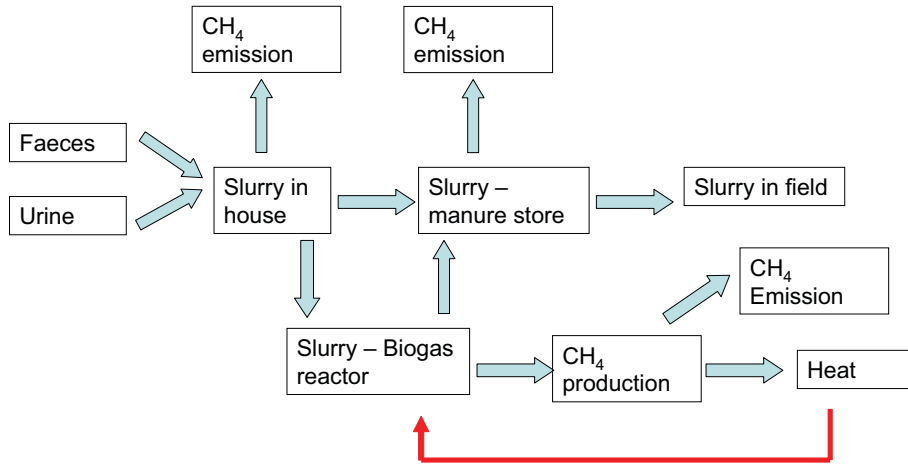 CH₄
emission
CH₄
emission
Faeces
Urine
Slurry in
house
Slurry –
manure store
Slurry in field
CH₄
Emission
Slurry – Biogas
reactor
CH₄
production
Heat